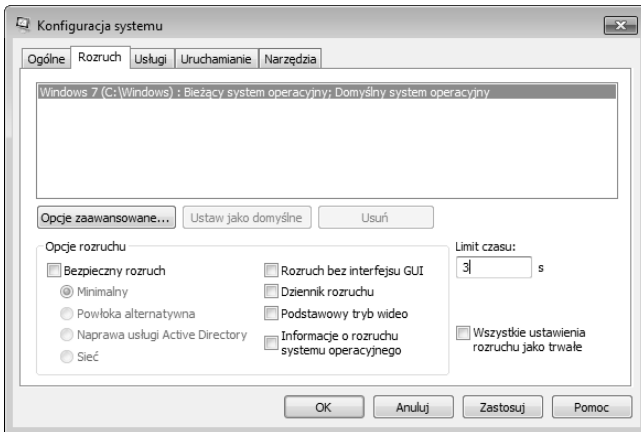 Konfiguracja systemu
Ogólne Rozruch Usługi Uruchamianie Narzędzia
Windows 7 (C:\Windows) : Bieżący system operacyjny; Domyślny system operacyjny
Opcje zaawansowane... Ustaw jako domyślne Usuń
Opcje rozruchu
Bezpieczny rozruch
Minimalny
Powłoka alternatywna
Naprawa usługi Active Directory
Sieć
Rozruch bez interfejsu GUI
Dziennik rozruchu
Podstawowy tryb wideo
Informacje o rozruchu
systemu operacyjnego
Limit czasu:
3 s
Wszystkie ustawienia
rozruchu jako trwałe
OK Anuluj Zastosuj Pomoc